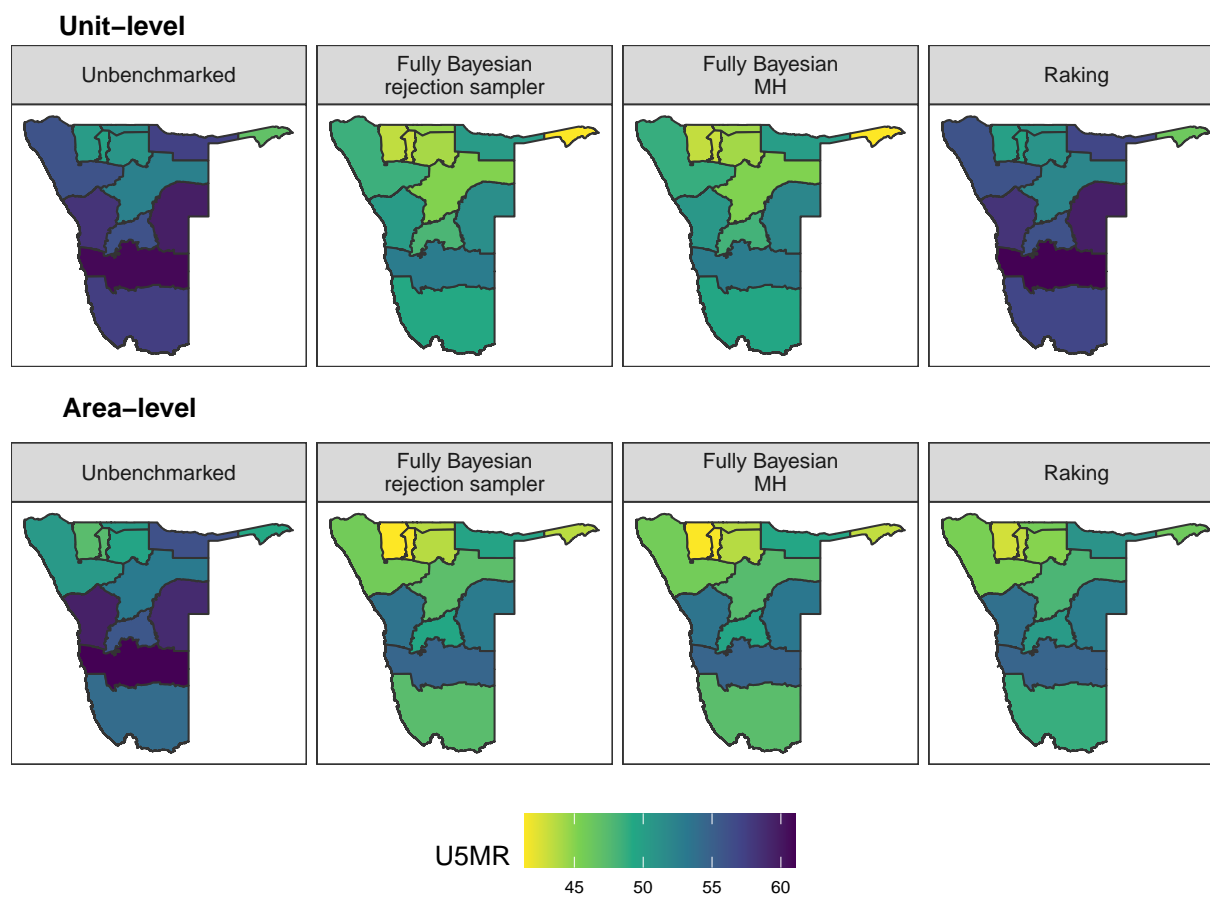 Unit–level
Unbenchmarked
Fully Bayesian
rejection sampler
Fully Bayesian
MH
Raking
Area–level
Unbenchmarked
Fully Bayesian
rejection sampler
Fully Bayesian
MH
Raking
U5MR
45 50 55 60